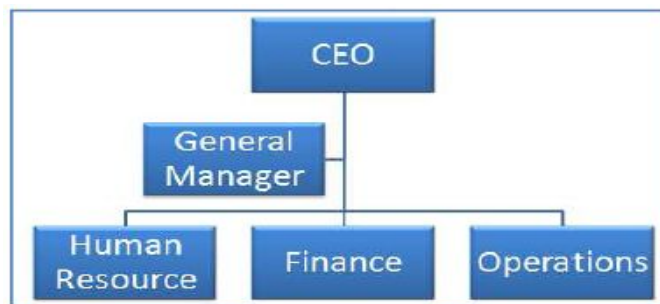 CEO
General
Manager
Human
Resource
Finance
Operations